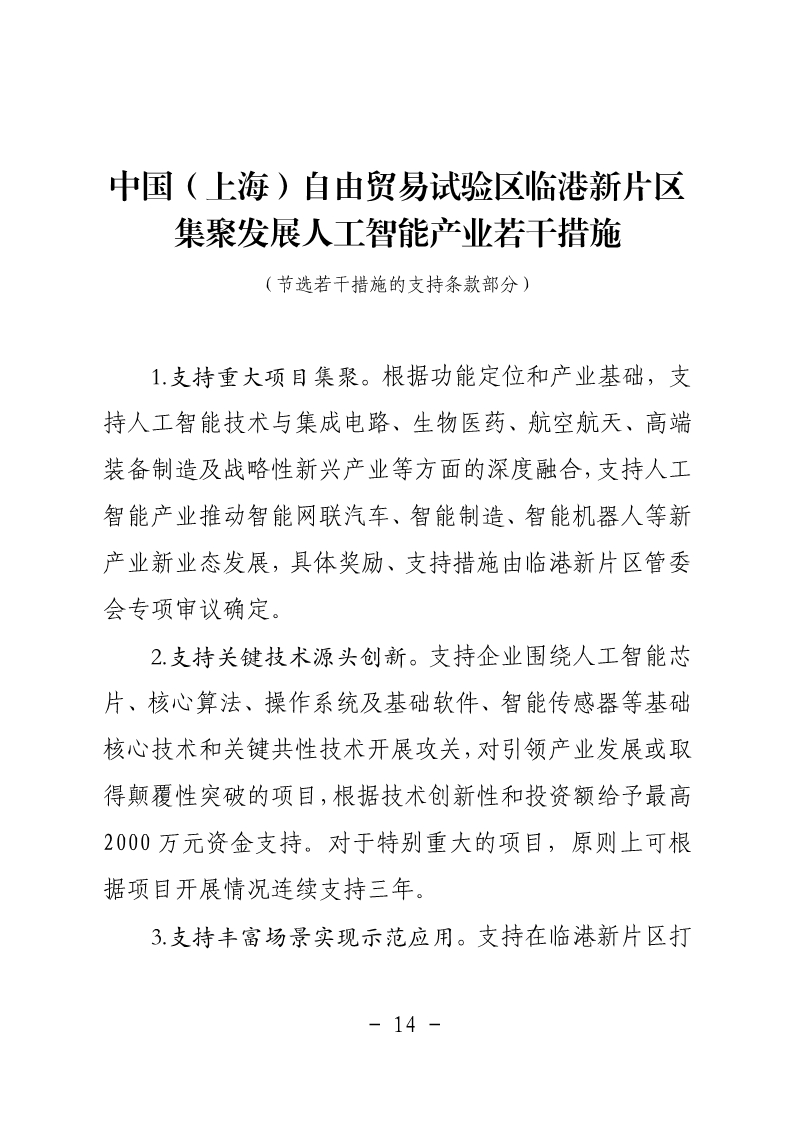 中国（上海）自由贸易试验区临港新片区
集聚发展人工智能产业若干措施
（节选若干措施的支持条款部分）
1.支持重大项目集聚。根据功能定位和产业基础，支
持人工智能技术与集成电路、生物医药、航空航天、高端
装备制造及战略性新兴产业等方面的深度融合，支持人工
智能产业推动智能网联汽车、智能制造、智能机器人等新
产业新业态发展，具体奖励、支持措施由临港新片区管委
会专项审议确定。
2.支持关键技术源头创新。支持企业围绕人工智能芯
片、核心算法、操作系统及基础软件、智能传感器等基础
核心技术和关键共性技术开展攻关，对引领产业发展或取
得颠覆性突破的项目，根据技术创新性和投资额给予最高
2000 万元资金支持。对于特别重大的项目，原则上可根
据项目开展情况连续支持三年。
3.支持丰富场景实现示范应用。支持在临港新片区打
- 14 -